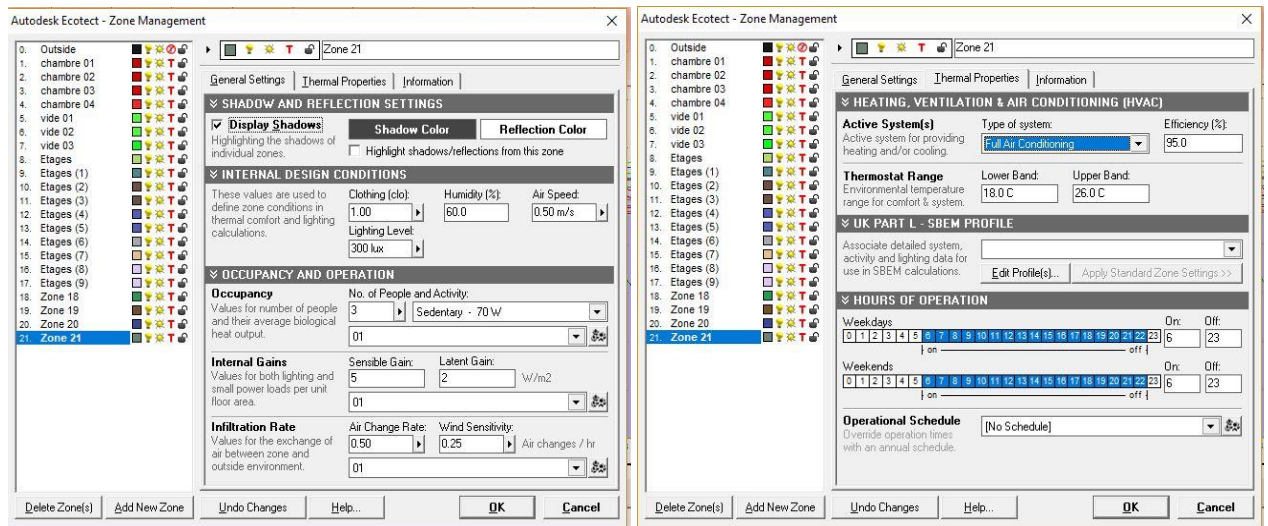 Autodesk Ecotect - Zone Management
0. Outside
1. chambre 01
2. chambre 02
3. chambre 03
4. chambre 04
5. vide 01
6. vide 02
7. vide 03
8. Etages
9. Etages (1)
10. Etages (2)
11. Etages (3)
12. Etages (4)
13. Etages (5)
14. Etages (6)
15. Etages (7)
16. Etages (8)
17. Etages (9)
18. Zone 18
19. Zone 19
20. Zone 20
21. Zone 21
T Zone 21
General Settings Thermal Properties Information
SHADOW AND REFLECTION SETTINGS
Display Shadows Shadow Color Reflection Color
Highlighting the shadows of
individual zones.
Highlight shadows/reflections from this zone
INTERNAL DESIGN CONDITIONS
These values are used to
define zone conditions in
thermal comfort and lighting
calculations.
Clothing (clo): Humidity (%): Air Speed:
1.00 60.0 0.50 m/s
Lighting Level:
300 lux
OCCUPANCY AND OPERATION
Occupancy
Values for number of people
and their average biological
heat output.
No. of People and Activity:
3 Sedentary - 70 W
01
Internal Gains
Values for both lighting and
small power loads per unit
floor area.
Sensible Gain: Latent Gain:
5 2 W/m2
01
Infiltration Rate
Values for the exchange of
air between zone and
outside environment.
Air Change Rate: Wind Sensitivity:
0.50 0.25 Air changes / hr
01
Delete Zone(s) Add New Zone Undo Changes Help... OK Cancel
Autodesk Ecotect - Zone Management
0. Outside
1. chambre 01
2. chambre 02
3. chambre 03
4. chambre 04
5. vide 01
6. vide 02
7. vide 03
8. Etages
9. Etages (1)
10. Etages (2)
11. Etages (3)
12. Etages (4)
13. Etages (5)
14. Etages (6)
15. Etages (7)
16. Etages (8)
17. Etages (9)
18. Zone 18
19. Zone 19
20. Zone 20
21. Zone 21
T Zone 21
General Settings Thermal Properties Information
HEATING, VENTILATION & AIR CONDITIONING (HVAC)
Active System(s)
Active system for providing
heating and/or cooling.
Type of system: Efficiency (%):
Full Air Conditioning 95.0
Thermostat Range
Environmental temperature
range for comfort & system.
Lower Band: Upper Band:
18.0 C 26.0 C
UK PART L - SBEM PROFILE
Associate detailed system,
activity and lighting data for
use in SBEM calculations.
Edit Profile(s)... Apply Standard Zone Settings >>
HOURS OF OPERATION
Weekdays On: Off:
0 1 2 3 4 5 6 7 8 9 10 11 12 13 14 15 16 17 18 19 20 21 22 23 6 23
on off
Weekends On: Off:
0 1 2 3 4 5 6 7 8 9 10 11 12 13 14 15 16 17 18 19 20 21 22 23 6 23
on off
Operational Schedule
Override operation times
with an annual schedule.
[No Schedule]
Delete Zone(s) Add New Zone Undo Changes Help... OK Cancel